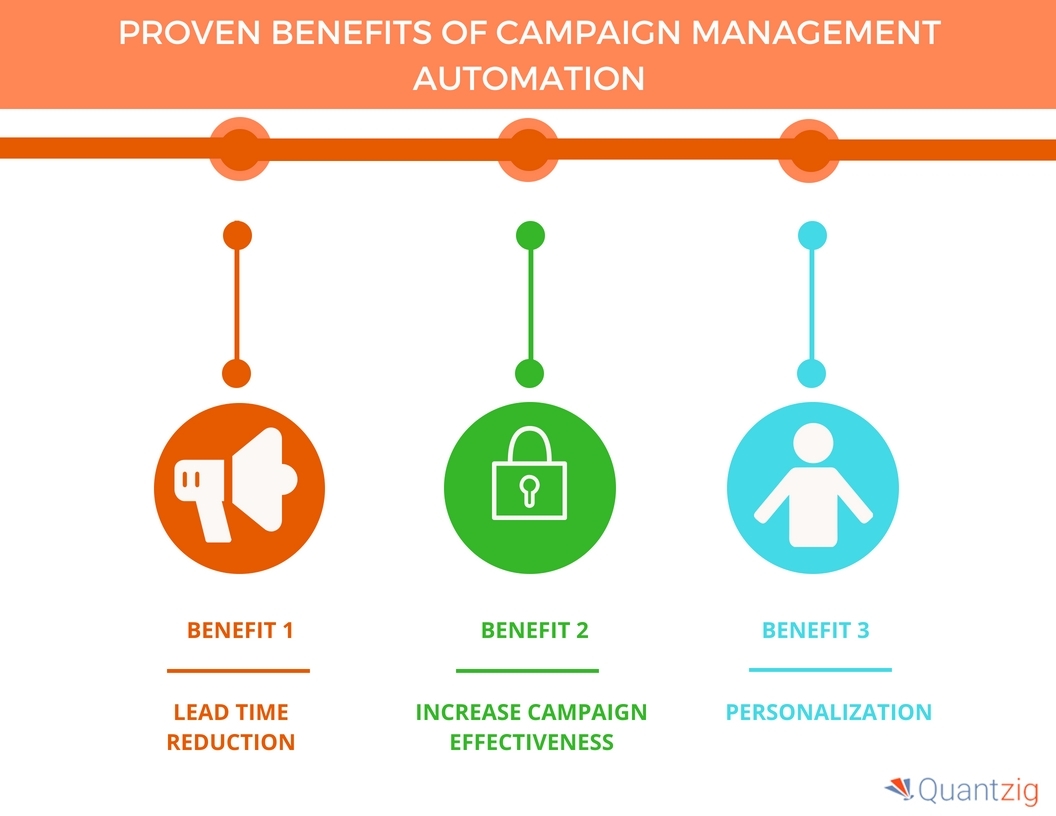 PROVEN BENEFITS OF CAMPAIGN MANAGEMENT
AUTOMATION
BENEFIT 1
LEAD TIME
REDUCTION
BENEFIT 2
INCREASE CAMPAIGN
EFFECTIVENESS
BENEFIT 3
PERSONALIZATION
Quantzig